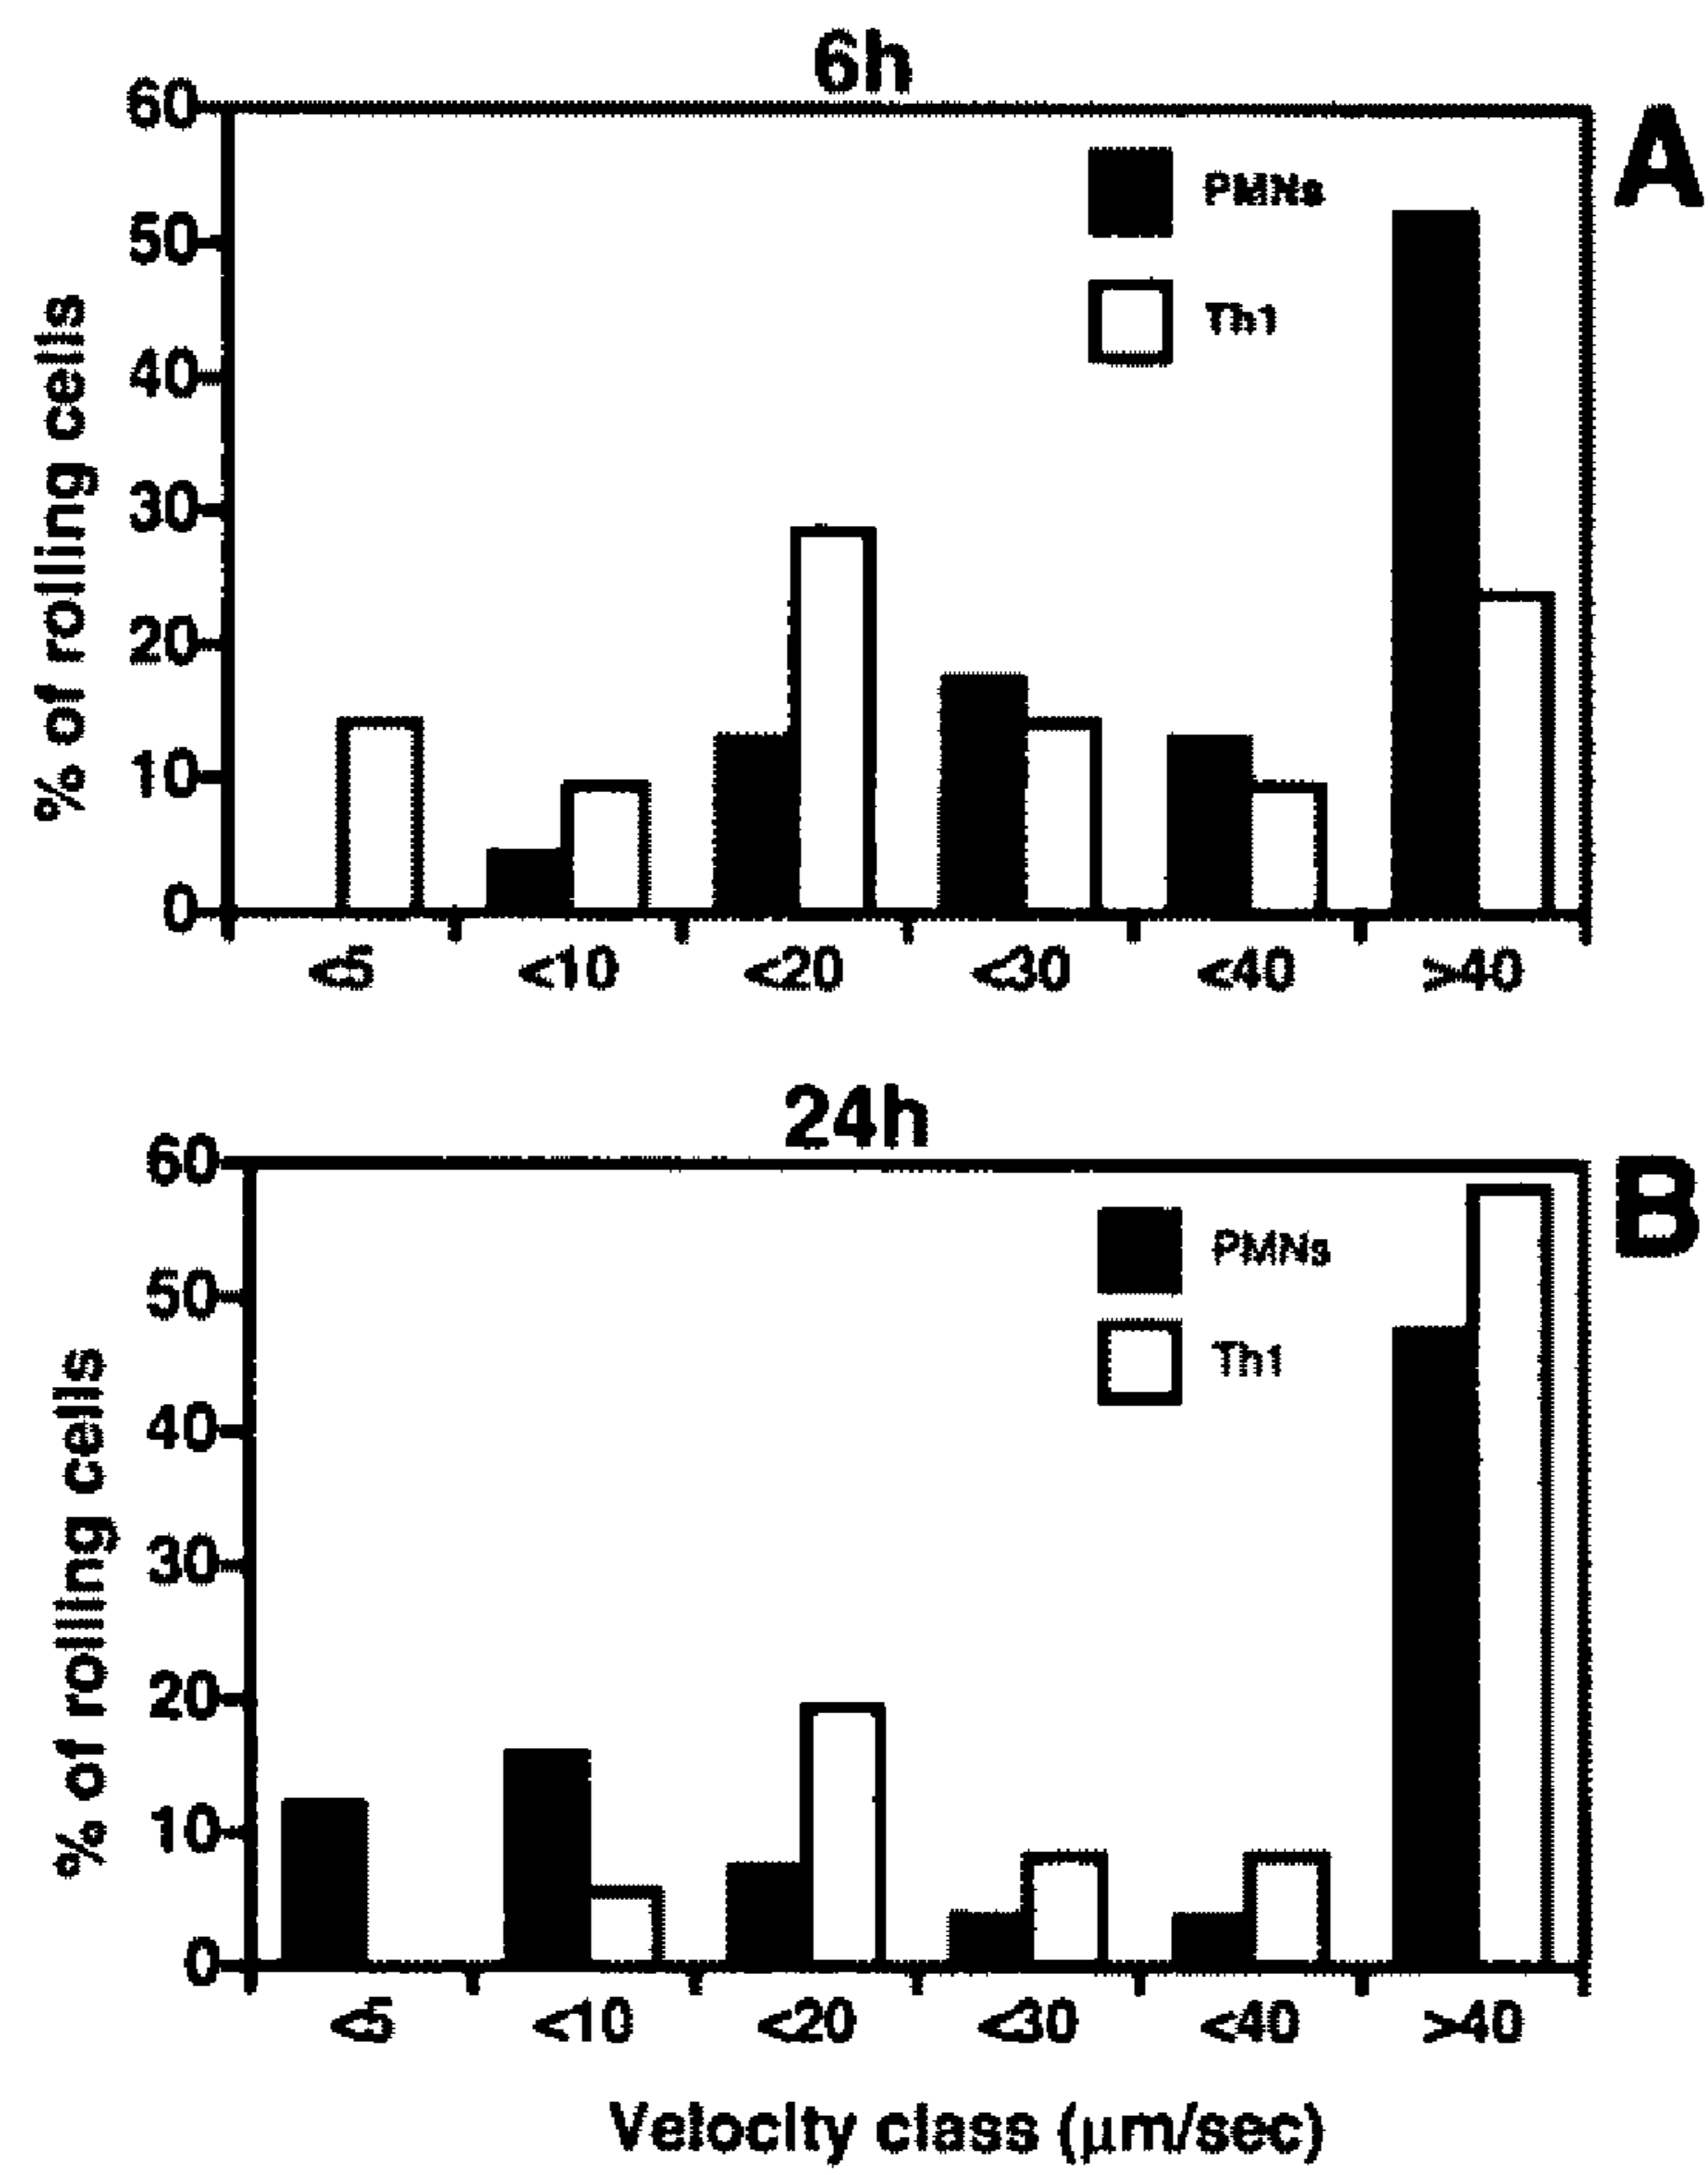 6h
A
60
50
40
30
20
10
0
% of rolling cells
PMNs
Th1
<5 <10 <20 <30 <40 >40
24h
B
60
50
40
30
20
10
0
% of rolling cells
PMNs
Th1
<5 <10 <20 <30 <40 >40
Velocity class (µm/sec)